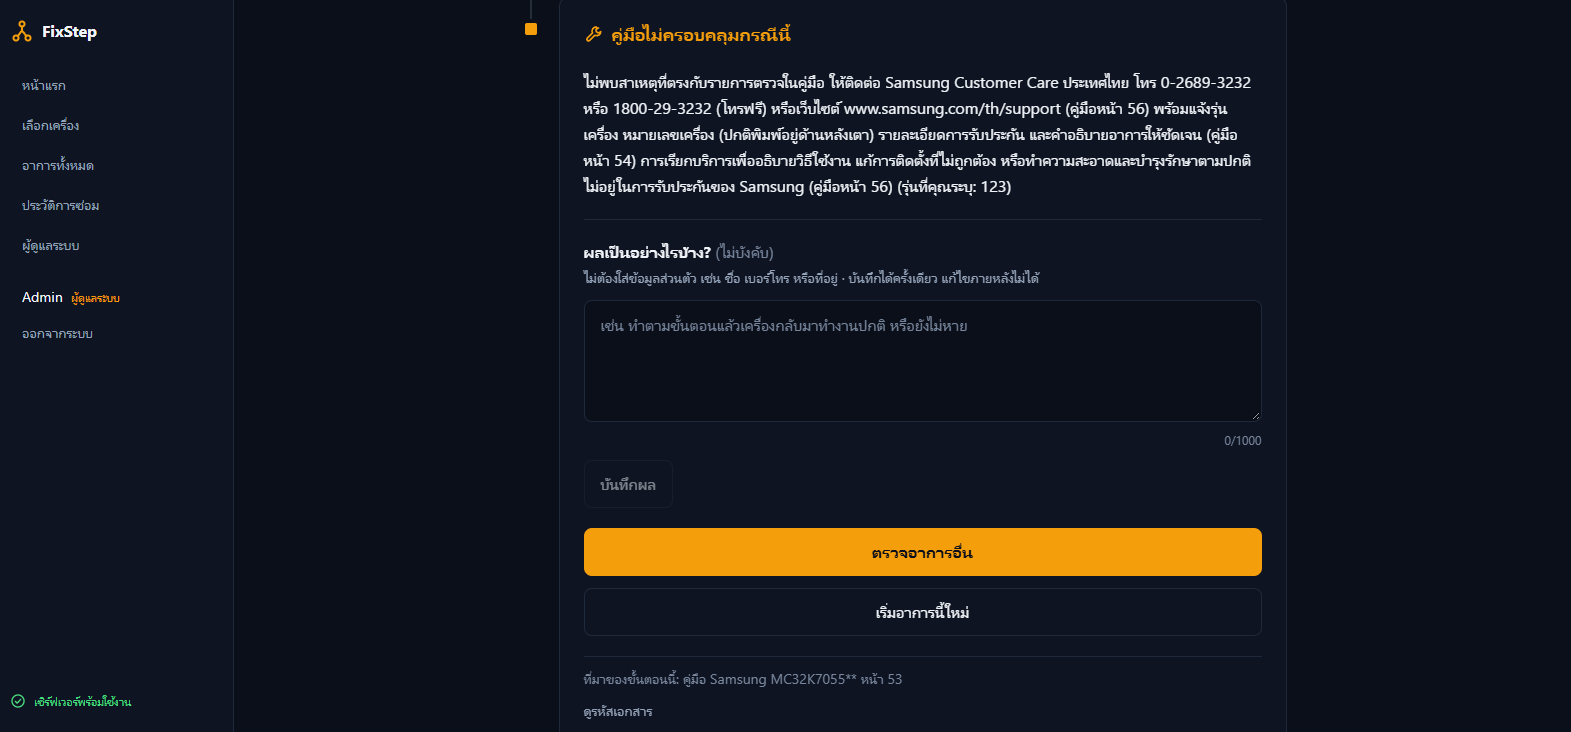 FixStep
หน้าแรก
เลือกเครื่อง
อาการทั้งหมด
ประวัติการซ่อม
ผู้ดูแลระบบ
Admin ผู้ดูแลระบบ
ออกจากระบบ
เซิร์ฟเวอร์พร้อมใช้งาน
คู่มือไม่ครอบคลุมกรณีนี้
ไม่พบสาเหตุที่ตรงกับรายการตรวจในคู่มือ ให้ติดต่อ Samsung Customer Care ประเทศไทย โทร 0-2689-3232
หรือ 1800-29-3232 (โทรฟรี) หรือเว็บไซต์ www.samsung.com/th/support (คู่มือหน้า 56) พร้อมแจ้งรุ่น
เครื่อง หมายเลขเครื่อง (ปกติพิมพ์อยู่ด้านหลังเตา) รายละเอียดการรับประกัน และคำอธิบายอาการให้ชัดเจน (คู่มือ
หน้า 54) การเรียกบริการเพื่ออธิบายวิธีใช้งาน แก้การติดตั้งที่ไม่ถูกต้อง หรือทำความสะอาดและบำรุงรักษาตามปกติ
ไม่อยู่ในการรับประกันของ Samsung (คู่มือหน้า 56) (รุ่นที่คุณระบุ: 123)
ผลเป็นอย่างไรบ้าง? (ไม่บังคับ)
ไม่ต้องใส่ข้อมูลส่วนตัว เช่น ชื่อ เบอร์โทร หรือที่อยู่ · บันทึกได้ครั้งเดียว แก้ไขภายหลังไม่ได้
เช่น ทำตามขั้นตอนแล้วเครื่องกลับมาทำงานปกติ หรือยังไม่หาย
0/1000
บันทึกผล
ตรวจอาการอื่น
เริ่มอาการนี้ใหม่
ที่มาของขั้นตอนนี้: คู่มือ Samsung MC32K7055** หน้า 53
ดูรหัสเอกสาร